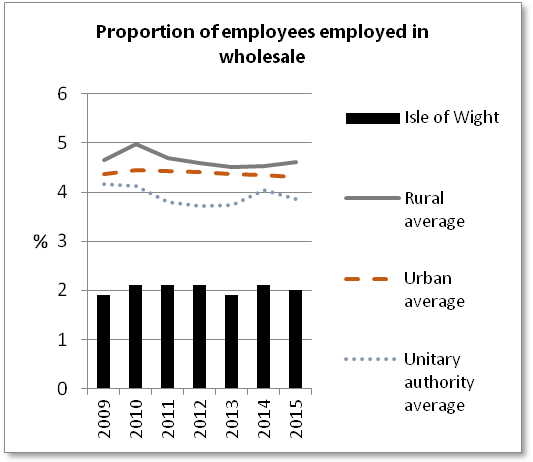 Proportion of employees employed in
wholesale
6
5
4
3
2
1
0
%
2009
2010
2011
2012
2013
2014
2015
Isle of Wight
Rural
average
Urban
average
Unitary
authority
average